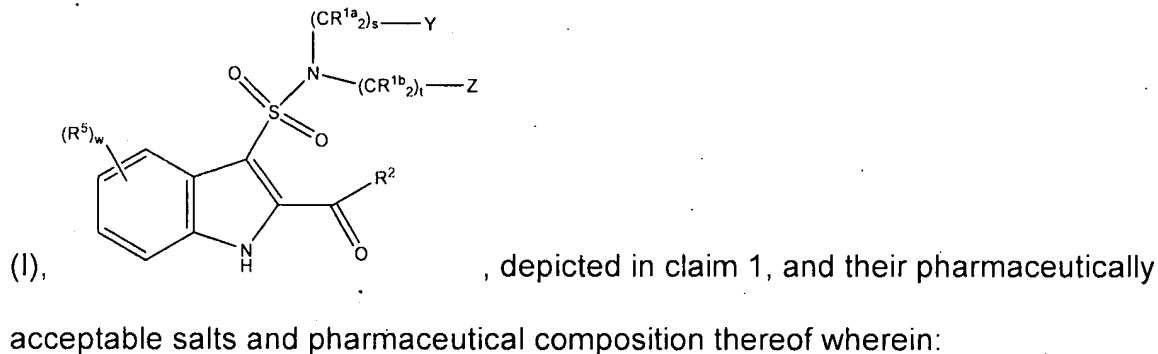 (CR¹ᵃ₂)ₛ—Y
N
(CR¹ᵇ₂)ₜ—Z
O
S
O
(R⁵)w
R²
N
H
O
(I), , depicted in claim 1, and their pharmaceutically
acceptable salts and pharmaceutical composition thereof wherein: